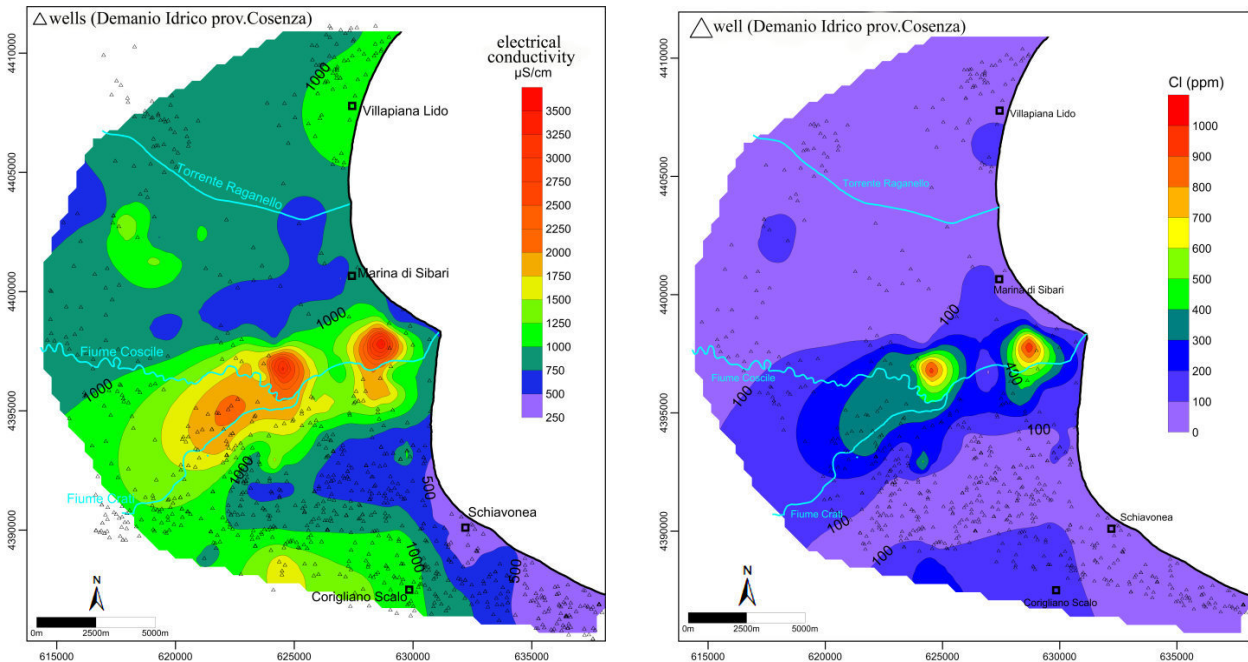 △ wells (Demanio Idrico prov.Cosenza)
electrical
conductivity
µS/cm
3500
3250
3000
2750
2500
2250
2000
1750
1500
1250
1000
750
500
250
4410000
4405000
4400000
4395000
4390000
1000
Villapiana Lido
Torrente Raganello
Marina di Sibari
1000
Fiume Coscile
1000
1000
Fiume Crati
500
Schiavonea
1000
500
Corigliano Scalo
N
0m 2500m 5000m
615000 620000 625000 630000 635000
△ well (Demanio Idrico prov.Cosenza)
Cl (ppm)
1000
900
800
700
600
500
400
300
200
100
0
4410000
4405000
4400000
4395000
4390000
Villapiana Lido
Torrente Raganello
Marina di Sibari
100
Fiume Coscile
400
100
100
Fiume Crati
100
Schiavonea
100
Corigliano Scalo
N
0m 2500m 5000m
615000 620000 625000 630000 635000